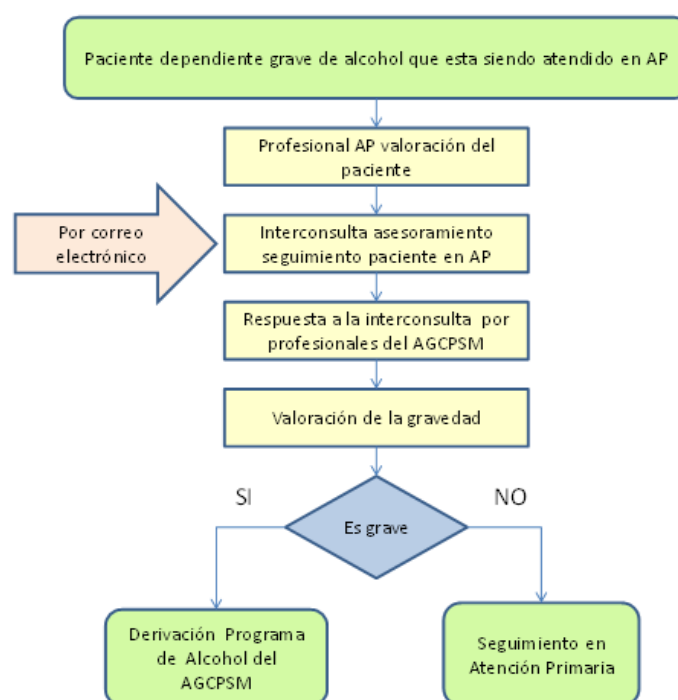 Paciente dependiente grave de alcohol que esta siendo atendido en AP
Profesional AP valoración del
paciente
Por correo
electrónico
Interconsulta asesoramiento
seguimiento paciente en AP
Respuesta a la interconsulta por
profesionales del AGCPSM
Valoración de la gravedad
SI
NO
Es grave
Derivación Programa
de Alcohol del
AGCPSM
Seguimiento en
Atención Primaria